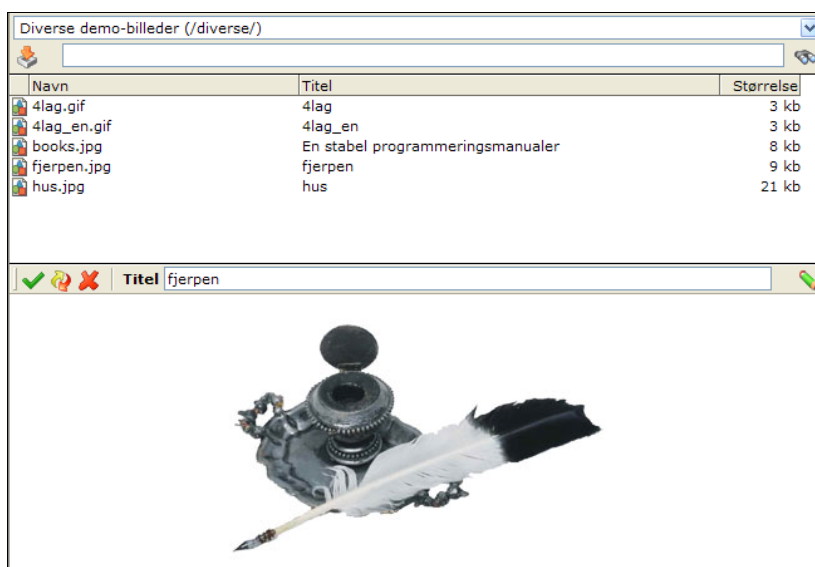 Diverse demo-billeder (/diverse/)
Navn Titel Størrelse
4lag.gif 4lag 3 kb
4lag_en.gif 4lag_en 3 kb
books.jpg En stabel programmeringsmanualer 8 kb
fjerpen.jpg fjerpen 9 kb
hus.jpg hus 21 kb
Titel fjerpen